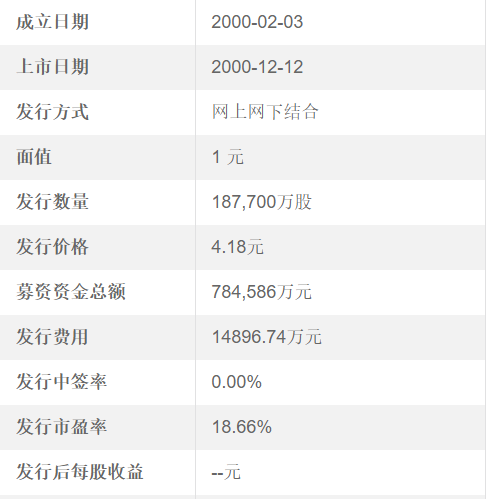 成立日期 2000-02-03
上市日期 2000-12-12
发行方式 网上网下结合
面值 1 元
发行数量 187,700万股
发行价格 4.18元
募资资金总额 784,586万元
发行费用 14896.74万元
发行中签率 0.00%
发行市盈率 18.66%
发行后每股收益 --元